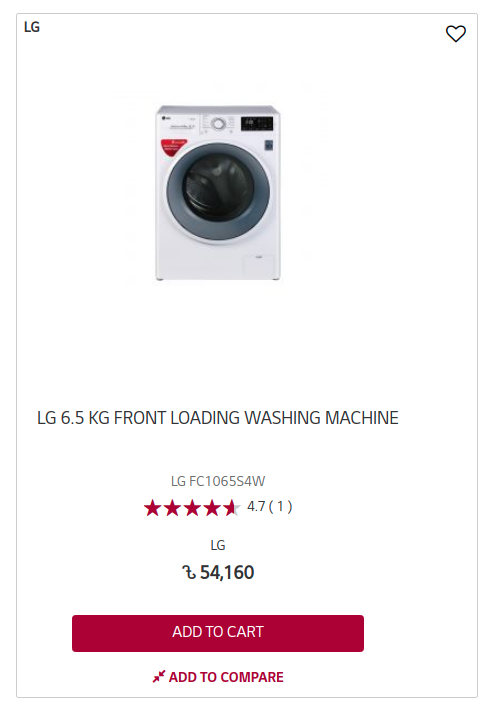 LG
LG 6.5 KG FRONT LOADING WASHING MACHINE
LG FC1065S4W
4.7 ( 1 )
LG
৳ 54,160
ADD TO CART
ADD TO COMPARE